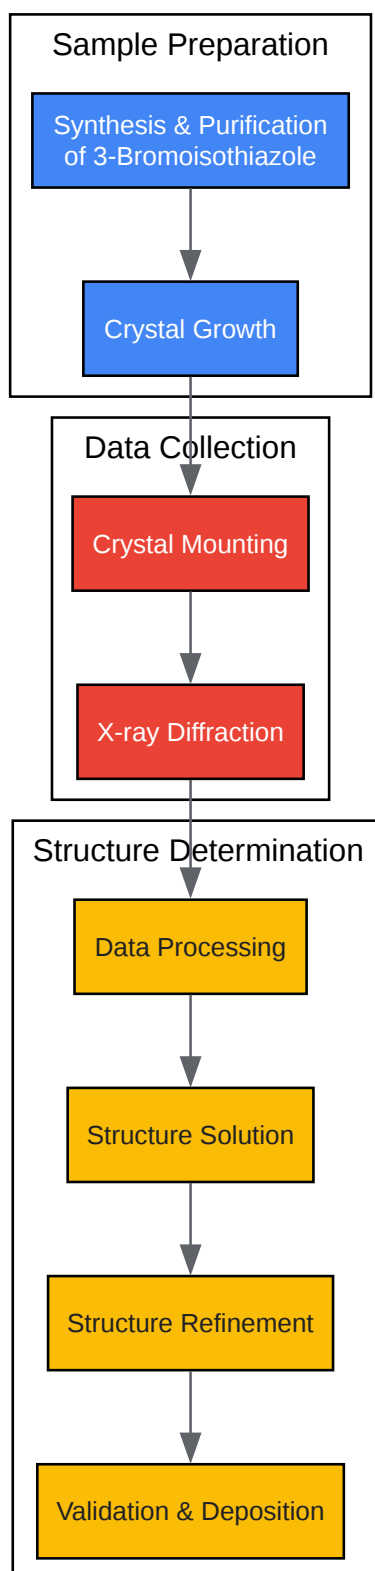 Sample Preparation
Synthesis & Purification
of 3-Bromoisothiazole
Crystal Growth
Data Collection
Crystal Mounting
X-ray Diffraction
Structure Determination
Data Processing
Structure Solution
Structure Refinement
Validation & Deposition